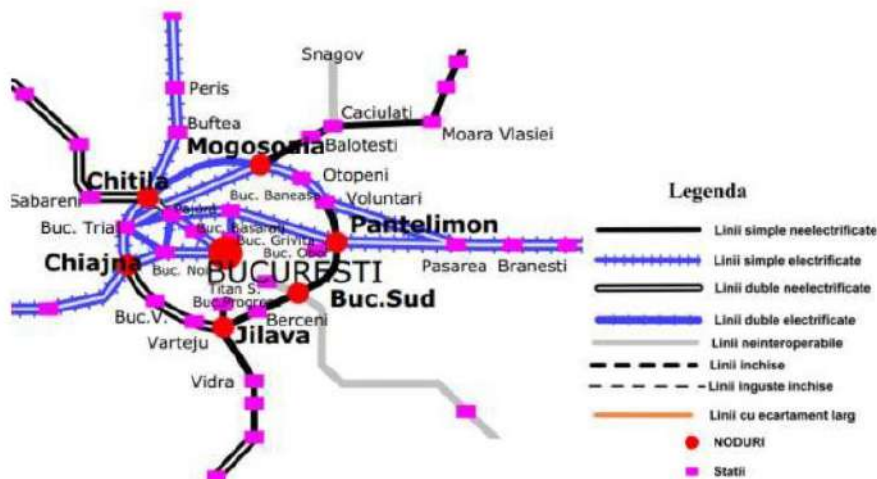 Snagov
Peris
Caciulati
Buftea
Moara Vlasiei
Mogosoaia
Balotesti
Otopeni
Chitila
Sabareni
Buc. Baneasa
Voluntari
Pajura
Buc. Triaj
Buc. Basarab
Pantelimon
Buc. Grivita
Buc. Obor
Chiajna
Buc. Noi
BUCURESTI
Pasarea
Branesti
Titan S.
Buc.Progres
Buc.Sud
Buc.V.
Berceni
Jilava
Varteju
Vidra
Legenda
Linii simple neelectrificate
Linii simple electrificate
Linii duble neelectrificate
Linii duble electrificate
Linii neinteroperabile
Linii inchise
Linii inguste inchise
Linii cu ecartament larg
NODURI
Statii